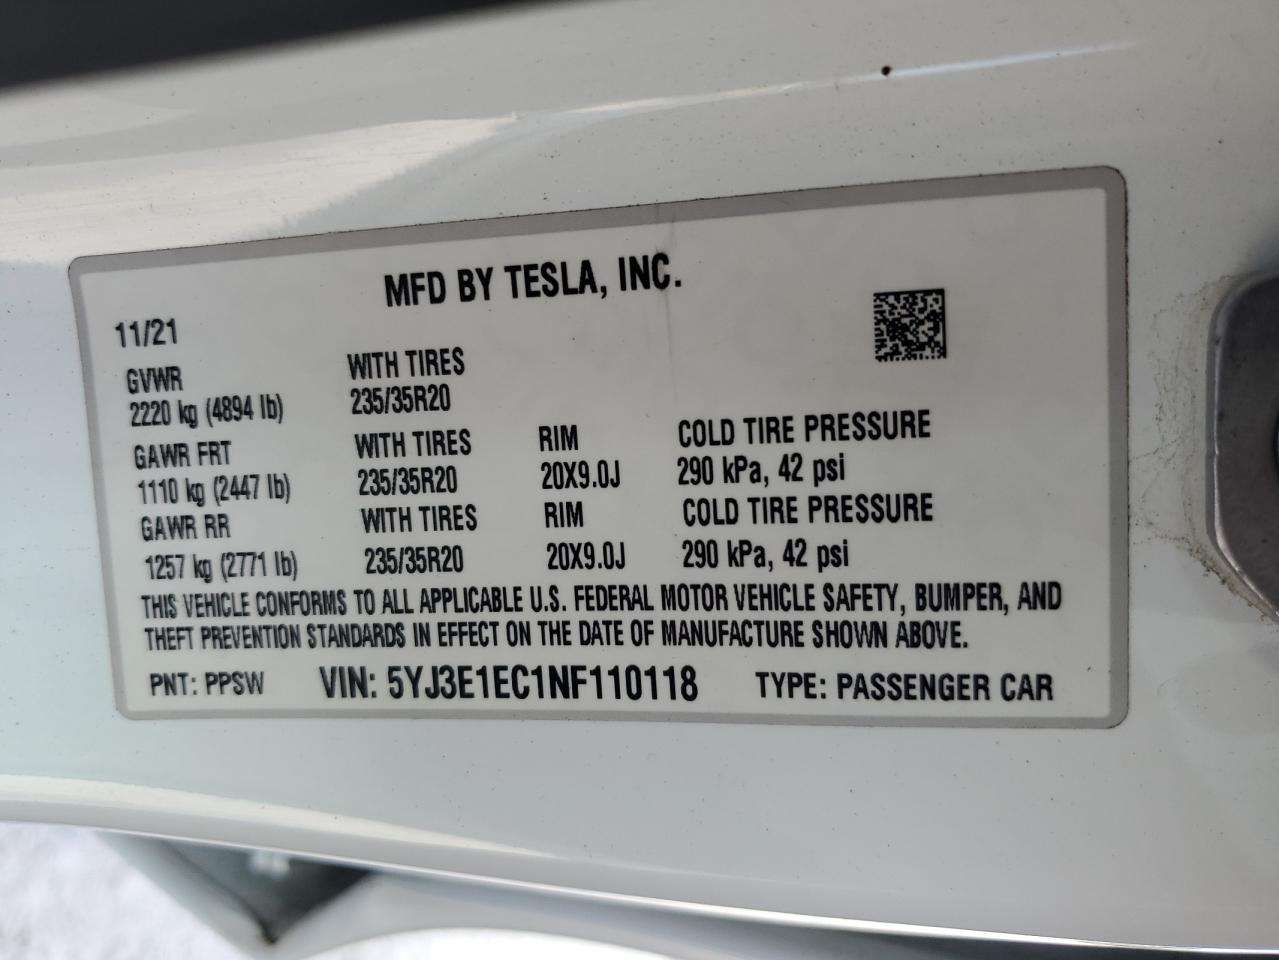 MFD BY TESLA, INC.
11/21
GVWR WITH TIRES
2220 kg (4894 lb) 235/35R20
GAWR FRT WITH TIRES RIM COLD TIRE PRESSURE
1110 kg (2447 lb) 235/35R20 20X9.0J 290 kPa, 42 psi
GAWR RR WITH TIRES RIM COLD TIRE PRESSURE
1257 kg (2771 lb) 235/35R20 20X9.0J 290 kPa, 42 psi
THIS VEHICLE CONFORMS TO ALL APPLICABLE U.S. FEDERAL MOTOR VEHICLE SAFETY, BUMPER, AND
THEFT PREVENTION STANDARDS IN EFFECT ON THE DATE OF MANUFACTURE SHOWN ABOVE.
PNT: PPSW VIN: 5YJ3E1EC1NF110118 TYPE: PASSENGER CAR